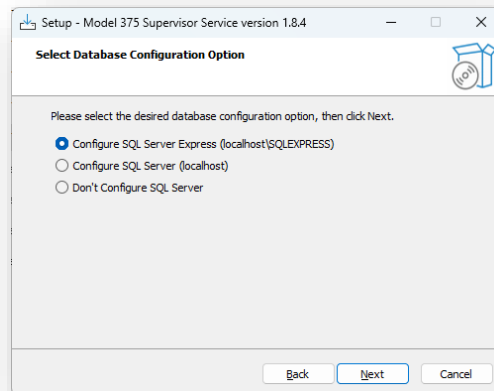 Setup - Model 375 Supervisor Service version 1.8.4
Select Database Configuration Option
Please select the desired database configuration option, then click Next.
Configure SQL Server Express (localhost\SQLEXPRESS)
Configure SQL Server (localhost)
Don't Configure SQL Server
Back Next Cancel